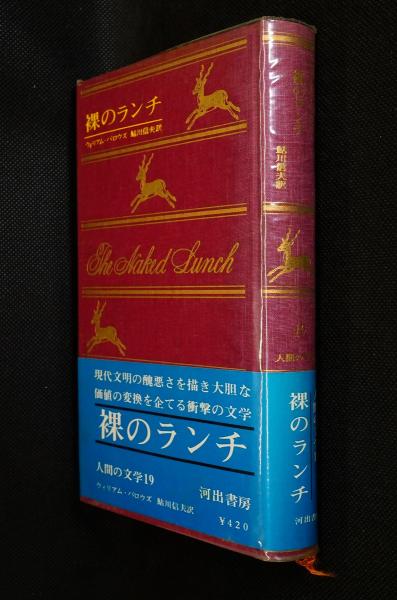 裸のランチ
ウィリアム・バロウズ 鮎川信夫訳
The Naked Lunch
現代文明の醜悪さを描き大胆な
価値の変換を企てる衝撃の文学
裸のランチ
人間の文学19
ウィリアム・バロウズ 鮎川信夫訳
河出書房
￥420
裸のランチ
鮎川信夫訳
人間の
裸のランチ
河出書